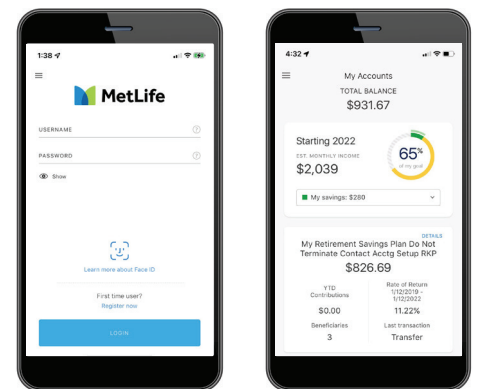 1:38
MetLife
USERNAME
PASSWORD
Show
Learn more about Face ID
First time user?
Register now
LOGIN
4:32
My Accounts
TOTAL BALANCE
$931.67
Starting 2022
EST. MONTHLY INCOME
$2,039
65%
of my goal
My savings: $280
DETAILS
My Retirement Savings Plan Do Not
Terminate Contact Acctg Setup RKP
$826.69
YTD
Contributions
$0.00
Rate of Return
1/12/2019 -
1/12/2022
11.22%
Beneficiaries
3
Last transaction
Transfer